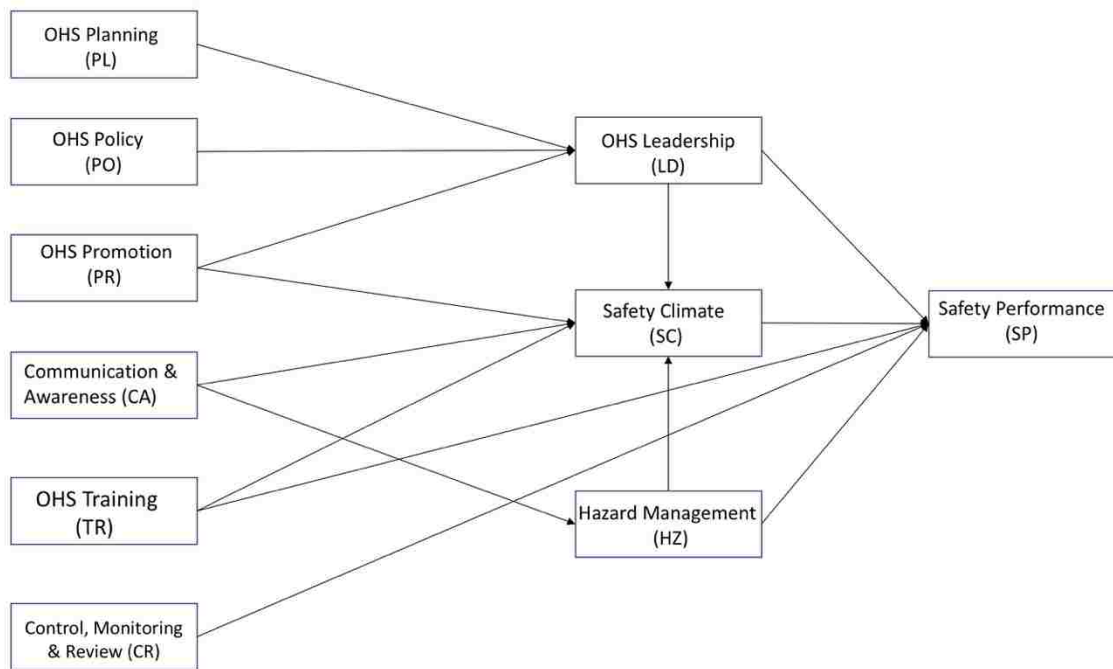 OHS Planning
(PL)
OHS Policy
(PO)
OHS Promotion
(PR)
Communication &
Awareness (CA)
OHS Training
(TR)
Control, Monitoring
& Review (CR)
OHS Leadership
(LD)
Safety Climate
(SC)
Hazard Management
(HZ)
Safety Performance
(SP)